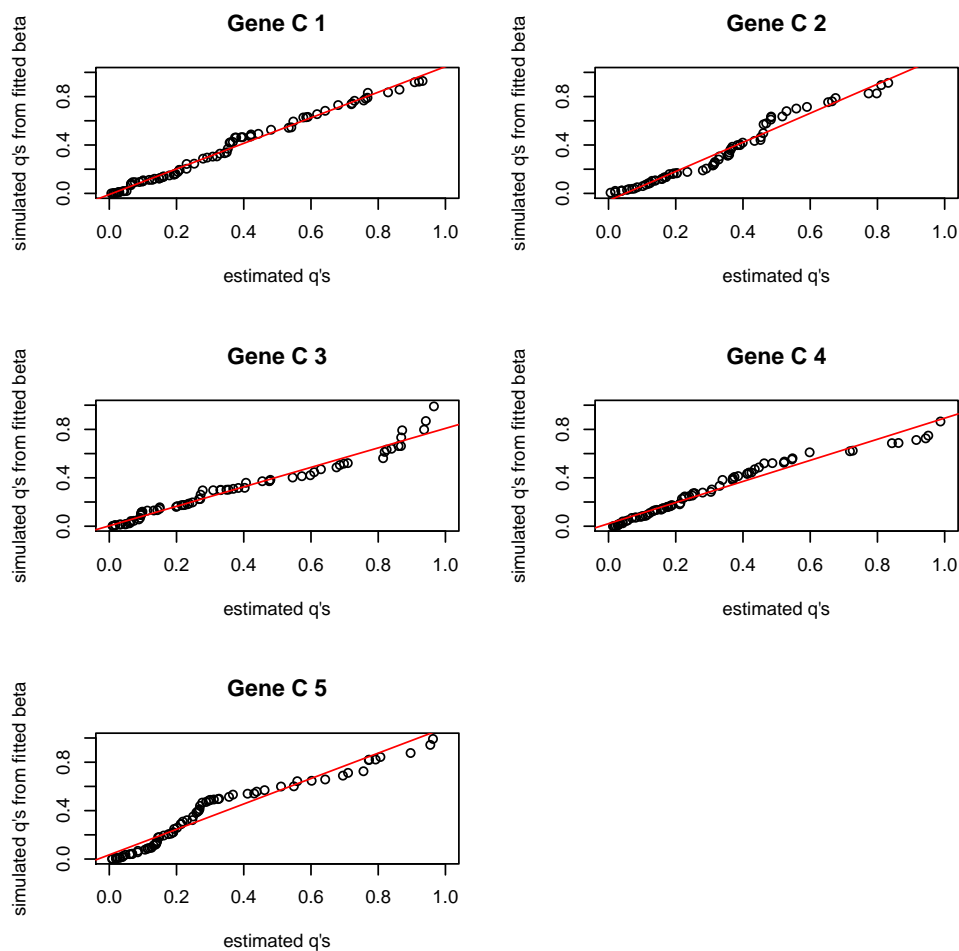 Gene C 1
simulated q's from fitted beta
0.0 0.4 0.8
0.0 0.2 0.4 0.6 0.8 1.0
estimated q's
Gene C 2
simulated q's from fitted beta
0.0 0.4 0.8
0.0 0.2 0.4 0.6 0.8 1.0
estimated q's
Gene C 3
simulated q's from fitted beta
0.0 0.4 0.8
0.0 0.2 0.4 0.6 0.8 1.0
estimated q's
Gene C 4
simulated q's from fitted beta
0.0 0.4 0.8
0.0 0.2 0.4 0.6 0.8 1.0
estimated q's
Gene C 5
simulated q's from fitted beta
0.0 0.4 0.8
0.0 0.2 0.4 0.6 0.8 1.0
estimated q's